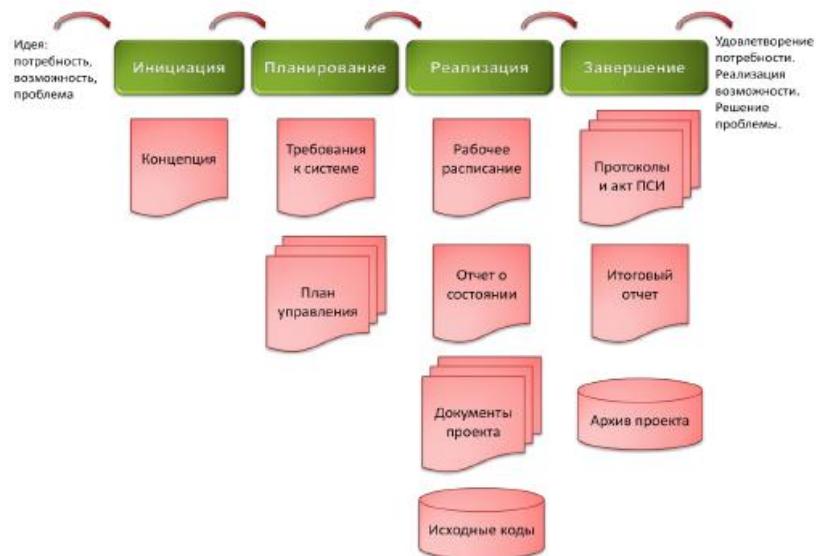 Идея:
потребность,
возможность,
проблема
Инициация
Планирование
Реализация
Завершение
Удовлетворение
потребности.
Реализация
возможности.
Решение
проблемы.
Концепция
Требования
к системе
Рабочее
расписание
Протоколы
и акт ПСИ
План
управления
Отчет о
состоянии
Итоговый
отчет
Документы
проекта
Архив проекта
Исходные коды